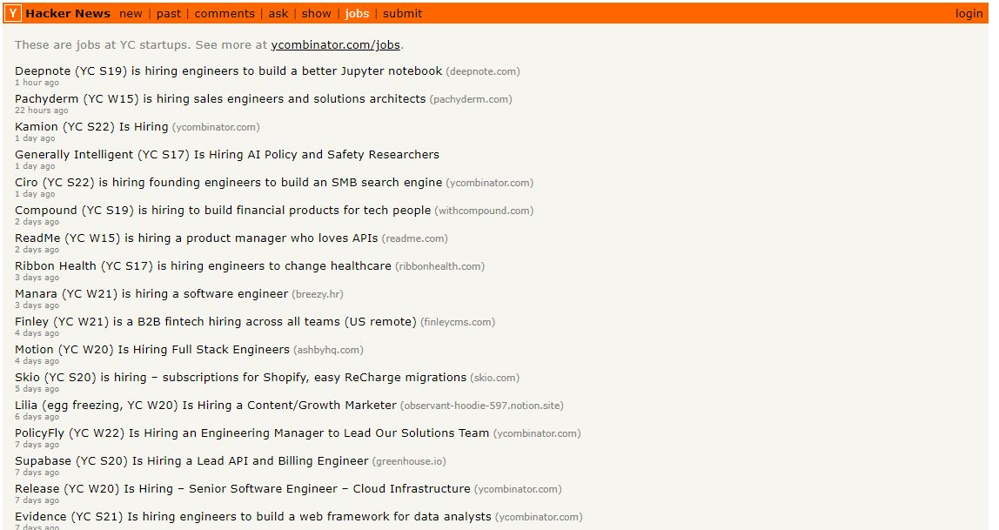 Y Hacker News new | past | comments | ask | show | jobs | submit login
These are jobs at YC startups. See more at ycombinator.com/jobs.
Deepnote (YC S19) is hiring engineers to build a better Jupyter notebook (deepnote.com)
1 hour ago
Pachyderm (YC W15) is hiring sales engineers and solutions architects (pachyderm.com)
22 hours ago
Kamion (YC S22) Is Hiring (ycombinator.com)
1 day ago
Generally Intelligent (YC S17) Is Hiring AI Policy and Safety Researchers
1 day ago
Ciro (YC S22) is hiring founding engineers to build an SMB search engine (ycombinator.com)
1 day ago
Compound (YC S19) is hiring to build financial products for tech people (withcompound.com)
2 days ago
ReadMe (YC W15) is hiring a product manager who loves APIs (readme.com)
2 days ago
Ribbon Health (YC S17) is hiring engineers to change healthcare (ribbonhealth.com)
3 days ago
Manara (YC W21) is hiring a software engineer (breezy.hr)
3 days ago
Finley (YC W21) is a B2B fintech hiring across all teams (US remote) (finleycms.com)
4 days ago
Motion (YC W20) Is Hiring Full Stack Engineers (ashbyhq.com)
4 days ago
Skio (YC S20) is hiring – subscriptions for Shopify, easy ReCharge migrations (skio.com)
5 days ago
Lilia (egg freezing, YC W20) Is Hiring a Content/Growth Marketer (observant-hoodie-597.notion.site)
6 days ago
PolicyFly (YC W22) Is Hiring an Engineering Manager to Lead Our Solutions Team (ycombinator.com)
7 days ago
Supabase (YC S20) Is Hiring a Lead API and Billing Engineer (greenhouse.io)
7 days ago
Release (YC W20) Is Hiring – Senior Software Engineer – Cloud Infrastructure (ycombinator.com)
7 days ago
Evidence (YC S21) Is hiring engineers to build a web framework for data analysts (ycombinator.com)
7 days ago